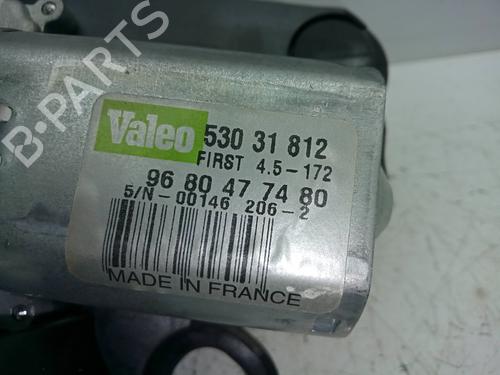 Valeo 530 31 812
FIRST 4.5-172
96 80 47 74 80
S/N-00146 206-2
MADE IN FRANCE
B-PARTS